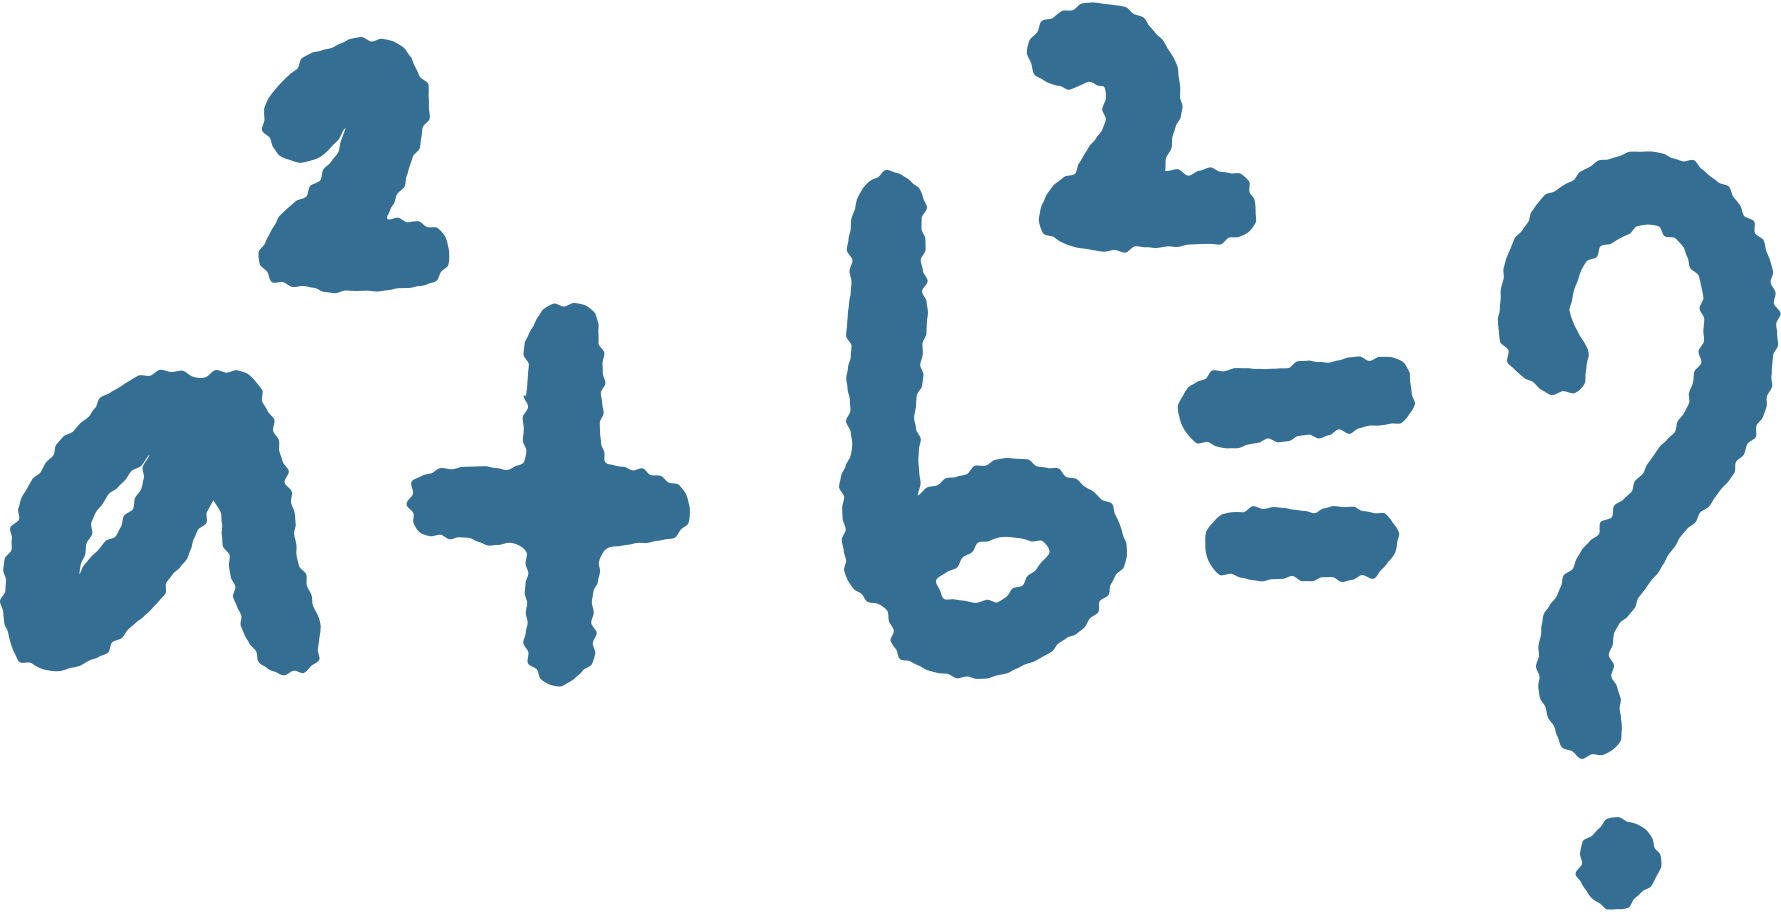 a² + b² = ?